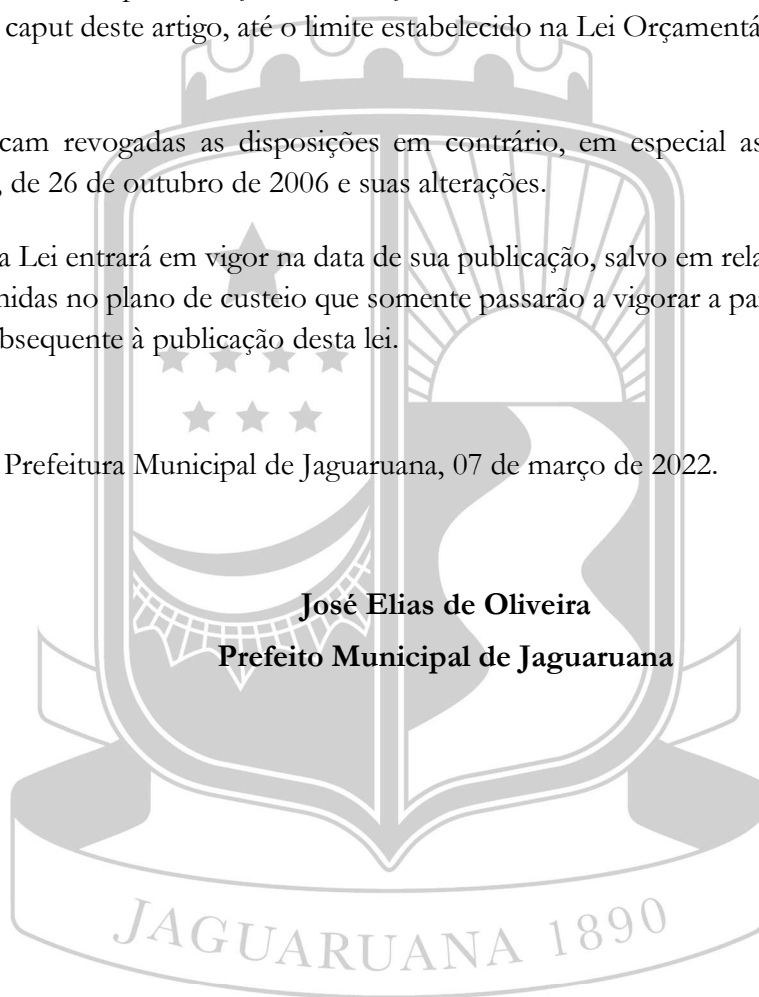 caput deste artigo, até o limite estabelecido na Lei Orçamentá
cam revogadas as disposições em contrário, em especial as
, de 26 de outubro de 2006 e suas alterações.
a Lei entrará em vigor na data de sua publicação, salvo em rela
nidas no plano de custeio que somente passarão a vigorar a pa
bsequente à publicação desta lei.
Prefeitura Municipal de Jaguaruana, 07 de março de 2022.
José Elias de Oliveira
Prefeito Municipal de Jaguaruana
JAGUARUANA 1890